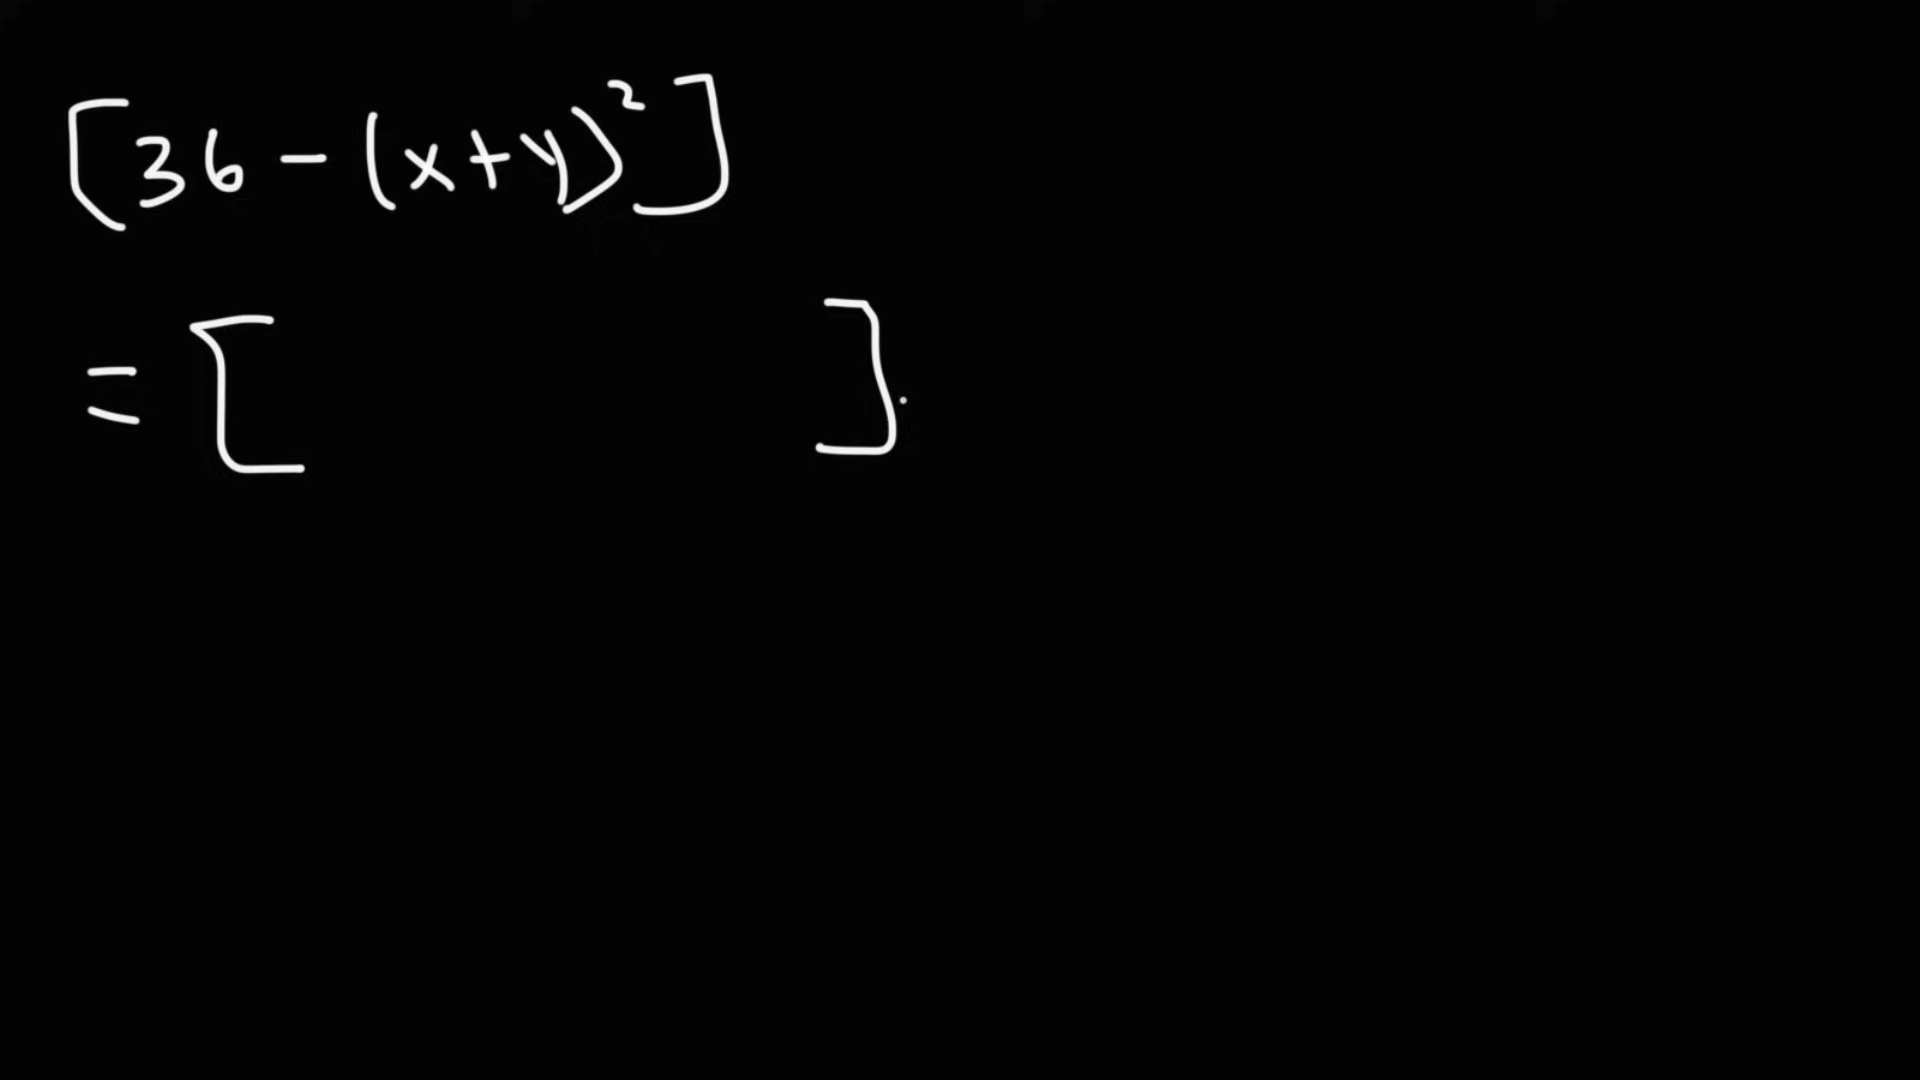 [36-(x+y)²]
=[ ].